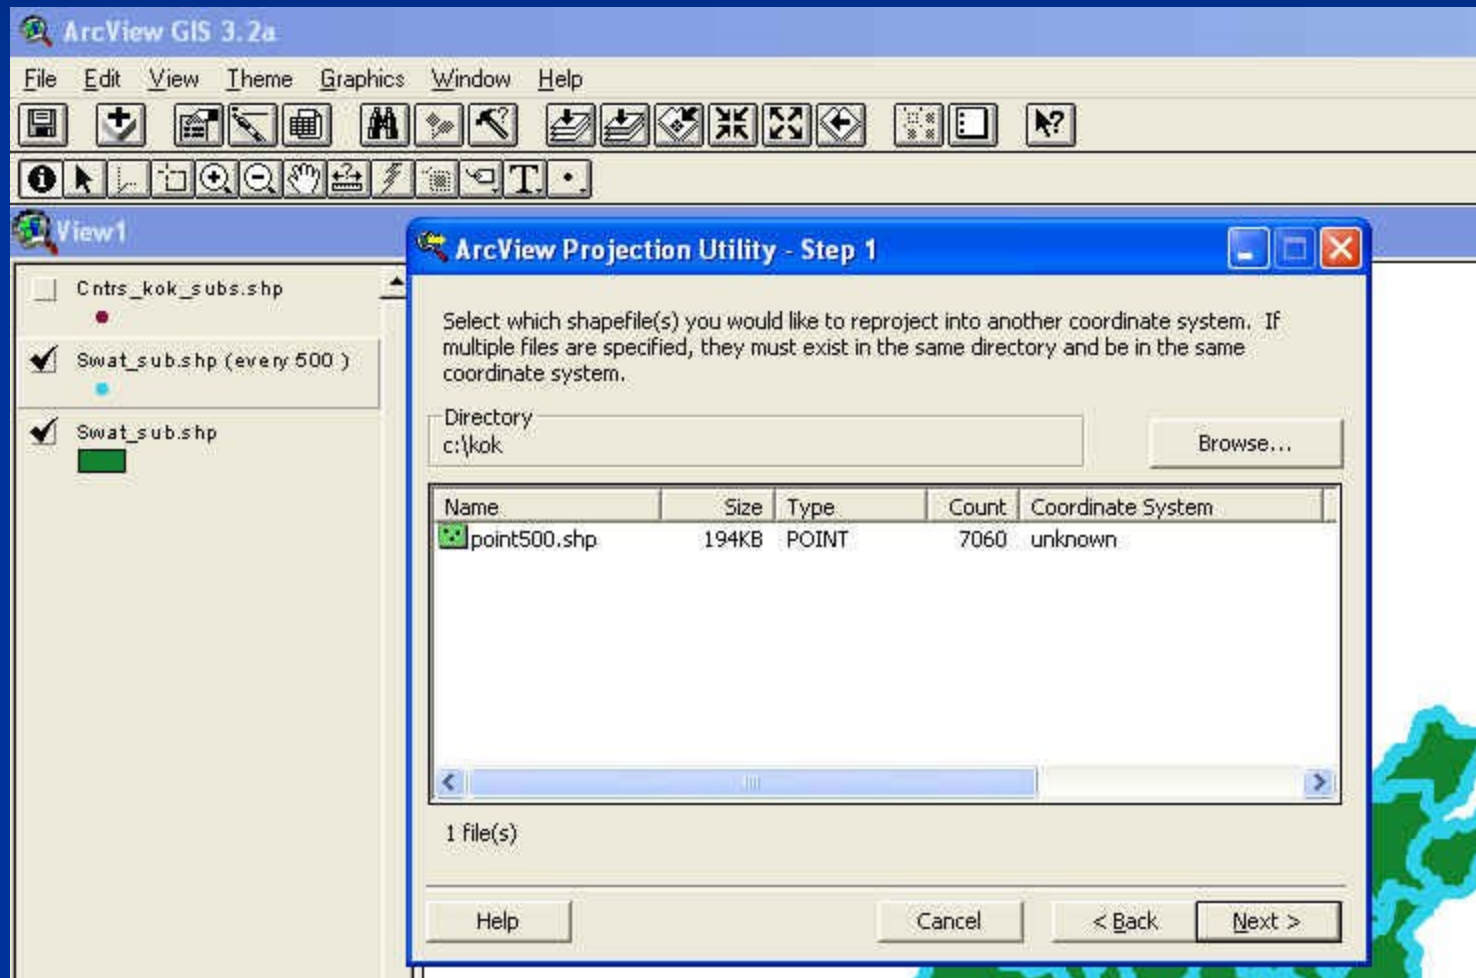 ArcView GIS 3.2a
File Edit View Theme Graphics Window Help
View1
Cntrs_kok_subs.shp
Swat_sub.shp (every 500 )
Swat_sub.shp
ArcView Projection Utility - Step 1
Select which shapefile(s) you would like to reproject into another coordinate system. If
multiple files are specified, they must exist in the same directory and be in the same
coordinate system.
Directory
c:\kok
Browse...
Name Size Type Count Coordinate System
point500.shp 194KB POINT 7060 unknown
1 file(s)
Help Cancel < Back Next >